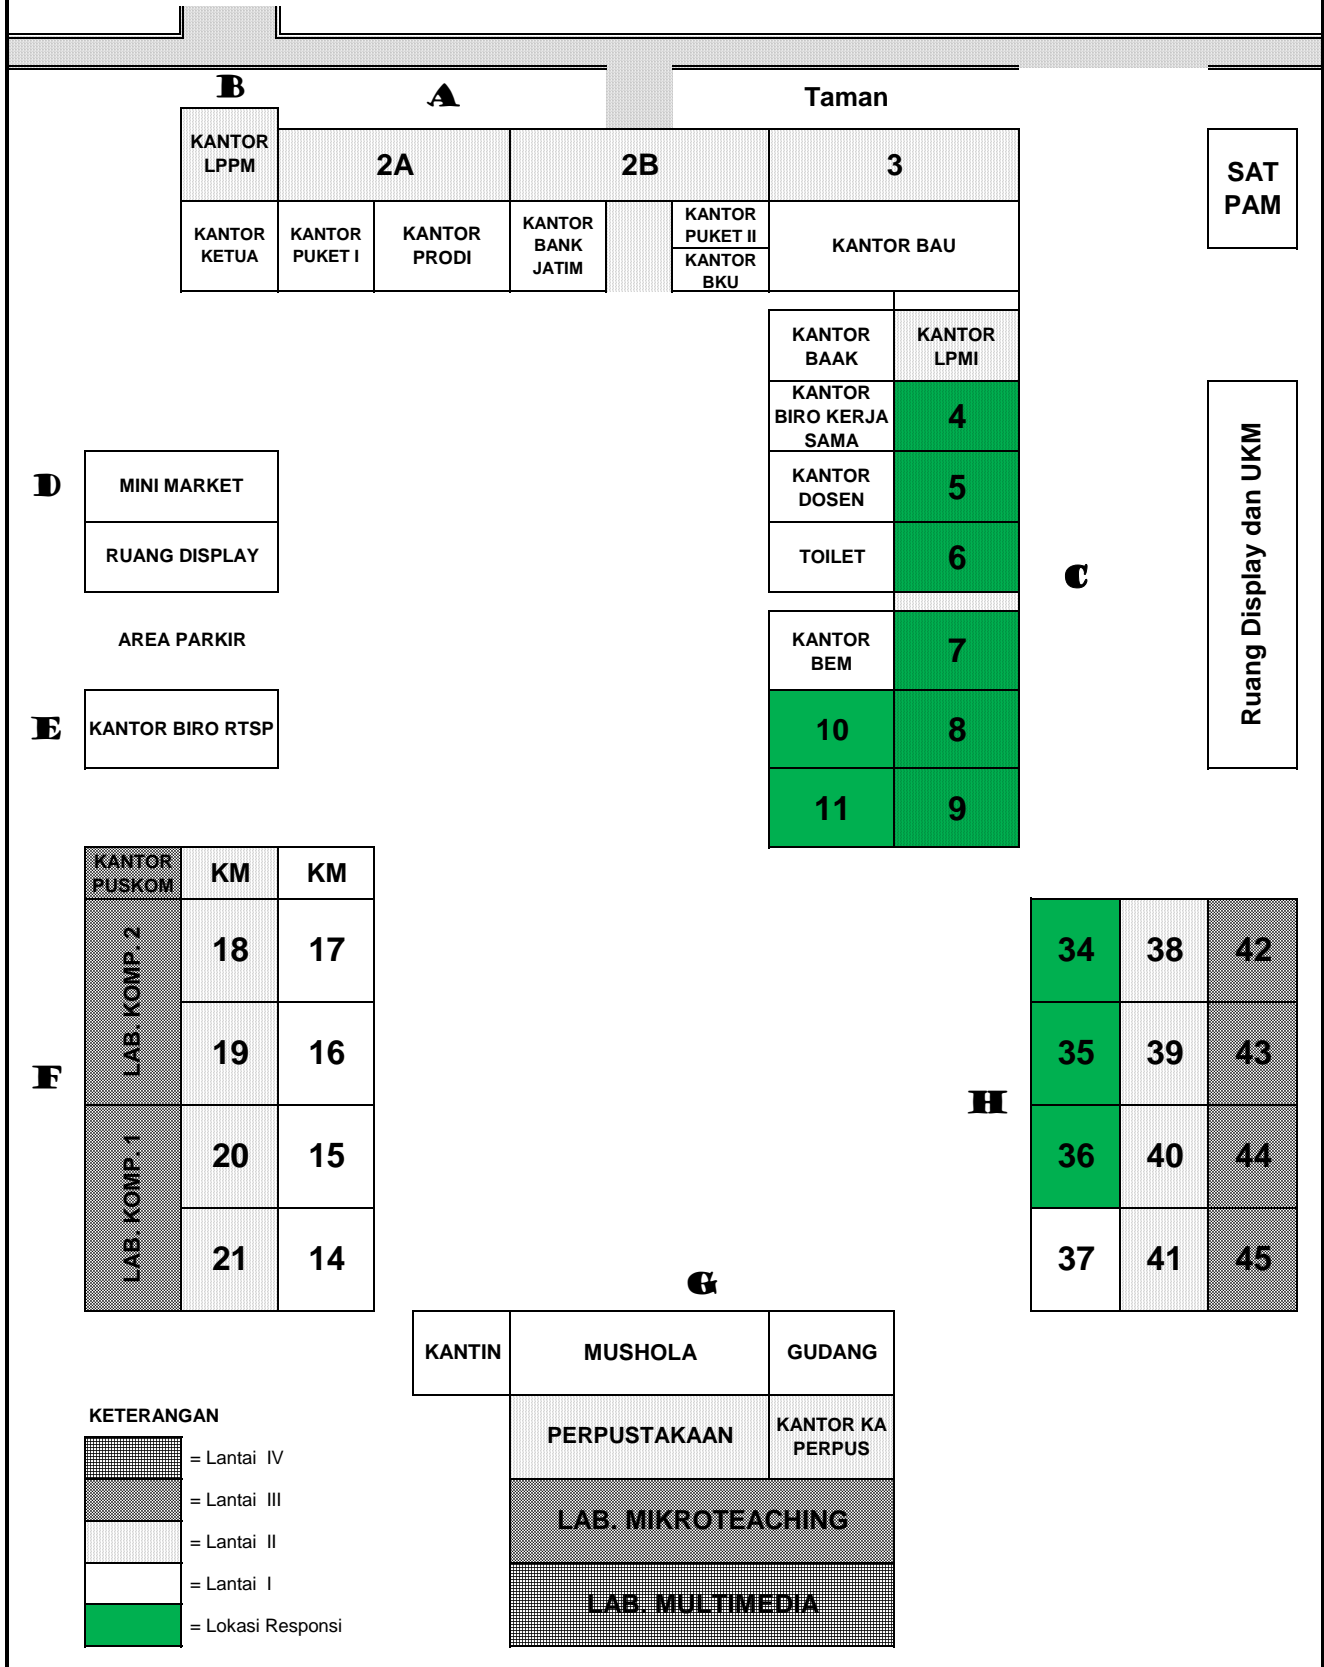 B
A
Taman
KANTOR
LPPM
2A
2B
3
SAT
PAM
KANTOR
KETUA
KANTOR
PUKET I
KANTOR
PRODI
KANTOR
BANK
JATIM
KANTOR
PUKET II
KANTOR
BKU
KANTOR BAU
KANTOR
BAAK
KANTOR
LPMI
KANTOR
BIRO KERJA
SAMA
4
D
MINI MARKET
KANTOR
DOSEN
5
RUANG DISPLAY
TOILET
6
C
Ruang Display dan UKM
AREA PARKIR
KANTOR
BEM
7
E
KANTOR BIRO RTSP
10
8
11
9
KANTOR
PUSKOM
KM
KM
LAB. KOMP. 2
18
17
34
38
42
19
16
35
39
43
F
H
LAB. KOMP. 1
20
15
36
40
44
21
14
37
41
45
G
KANTIN
MUSHOLA
GUDANG
PERPUSTAKAAN
KANTOR KA
PERPUS
LAB. MIKROTEACHING
LAB. MULTIMEDIA
KETERANGAN
= Lantai IV
= Lantai III
= Lantai II
= Lantai I
= Lokasi Responsi